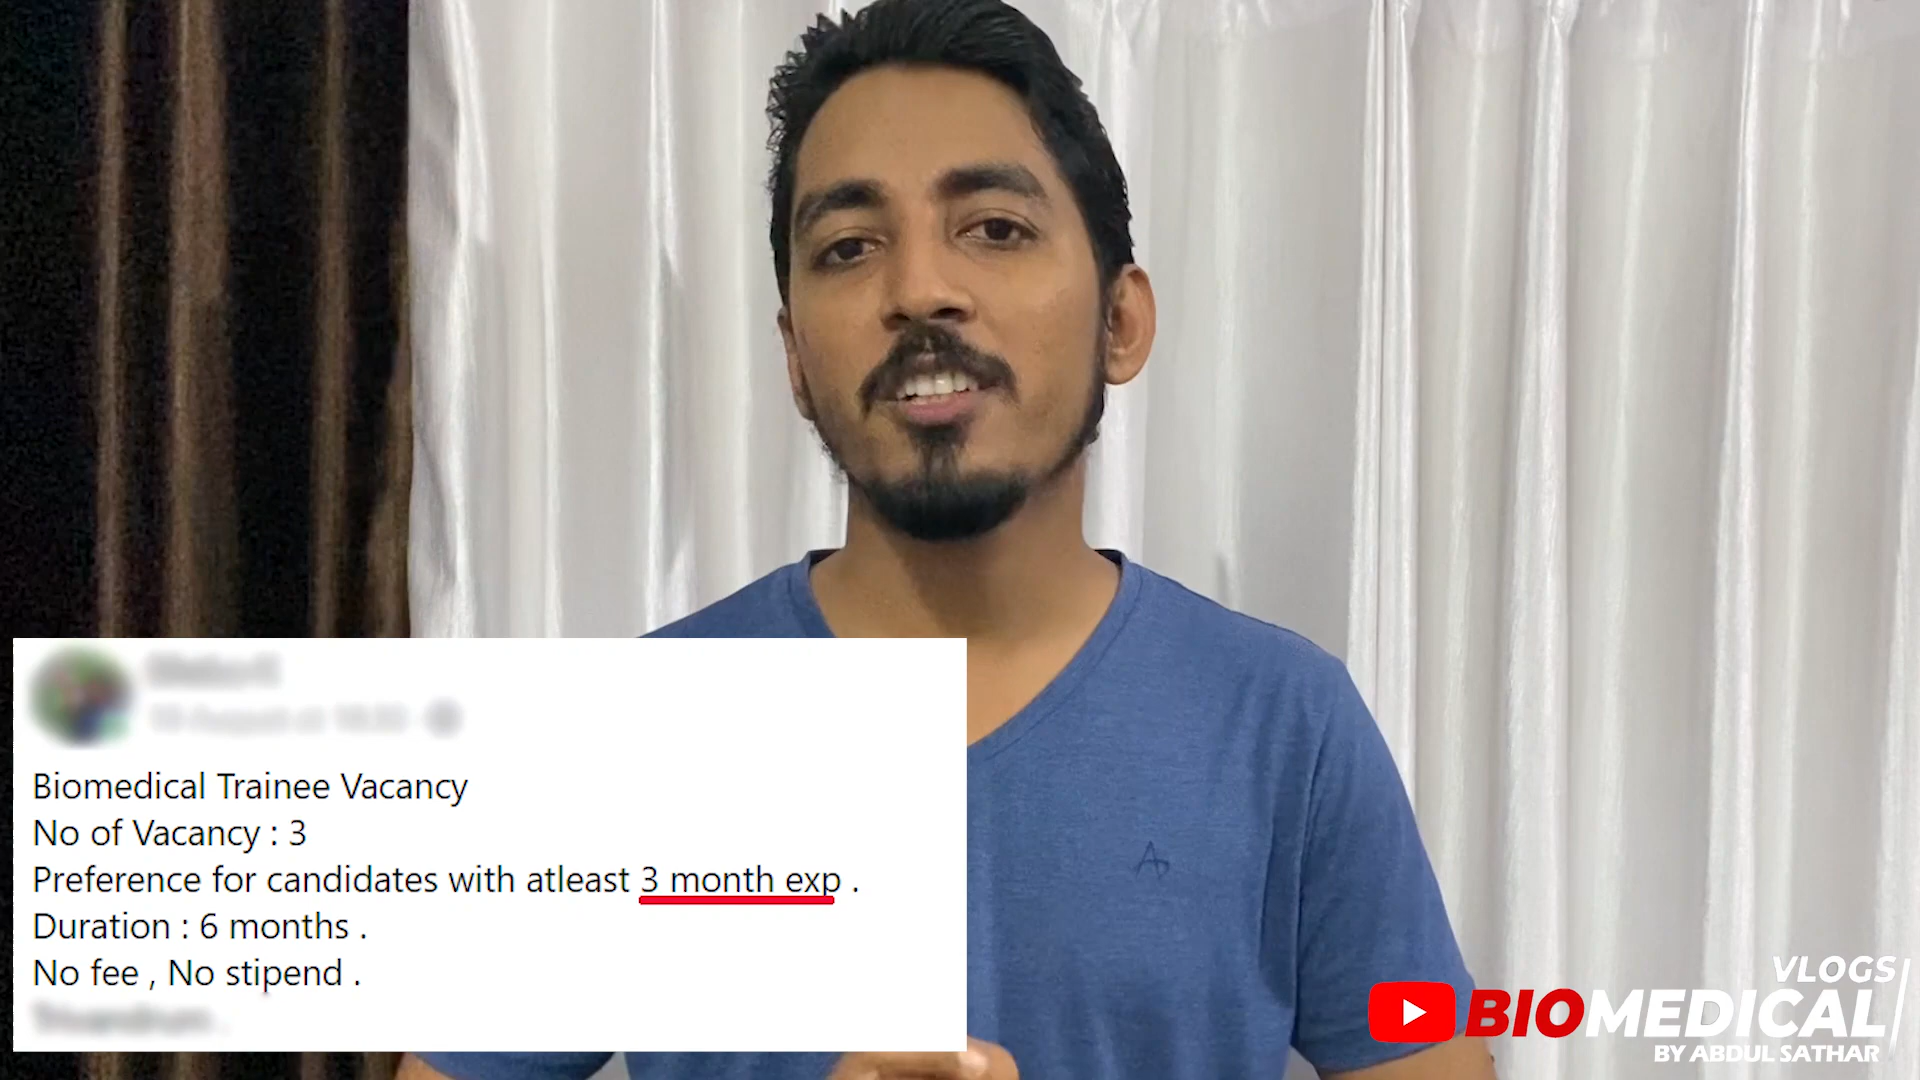 Biomedical Trainee Vacancy
No of Vacancy : 3
Preference for candidates with atleast 3 month exp .
Duration : 6 months .
No fee , No stipend .
VLOGS
BIOMEDICAL
BY ABDUL SATHAR